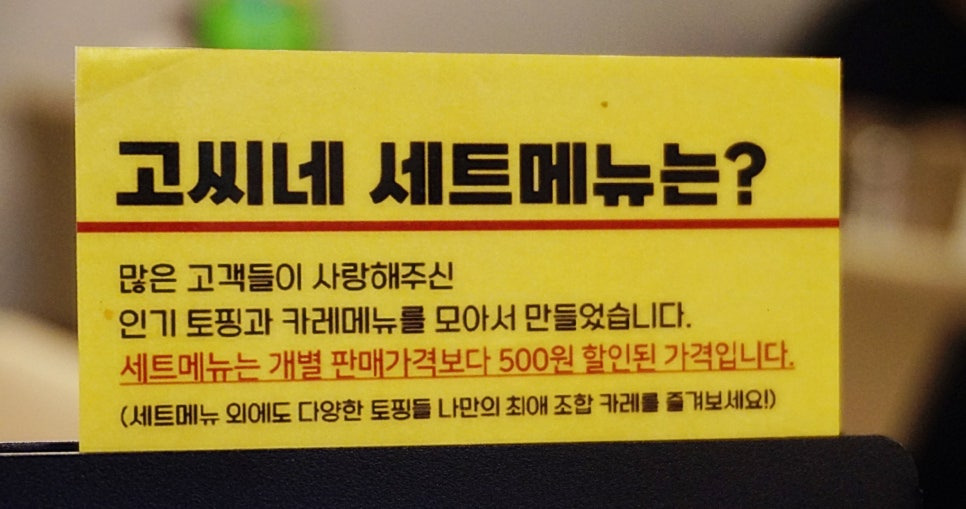 고씨네 세트메뉴는?
많은 고객들이 사랑해주신
인기 토핑과 카레메뉴를 모아서 만들었습니다.
세트메뉴는 개별 판매가격보다 500원 할인된 가격입니다.
(세트메뉴 외에도 다양한 토핑들 나만의 최애 조합 카레를 즐겨보세요!)